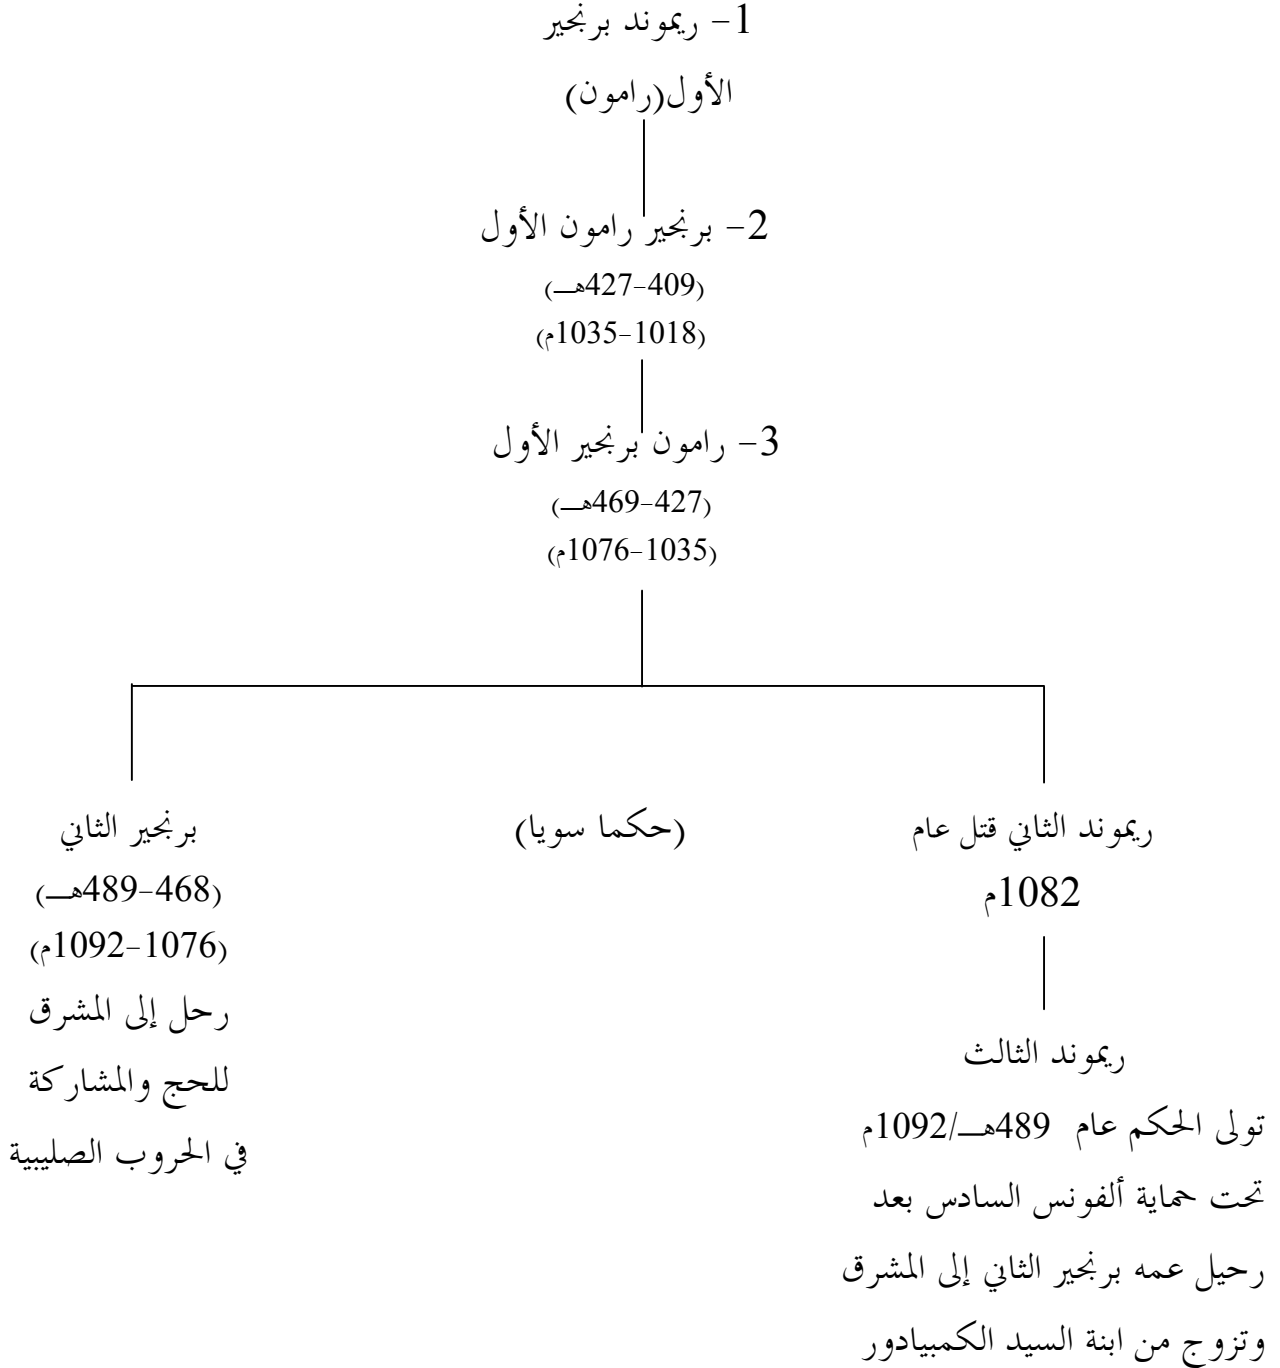 1- ريموند برنجير
الأول(رامون)
2- برنجير رامون الأول
(409-427هـ)
(1018-1035م)
3- رامون برنجير الأول
(427-469هـ)
(1035-1076م)
ريموند الثاني قتل عام
1082م
(حكما سويا)
برنجير الثاني
(468-489هـ)
(1076-1092م)
رحل إلى المشرق
للحج والمشاركة
في الحروب الصليبية
ريموند الثالث
تولى الحكم عام 489هـ/1092م
تحت حماية ألفونس السادس بعد
رحيل عمه برنجير الثاني إلى المشرق
وتزوج من ابنة السيد الكمبيادور